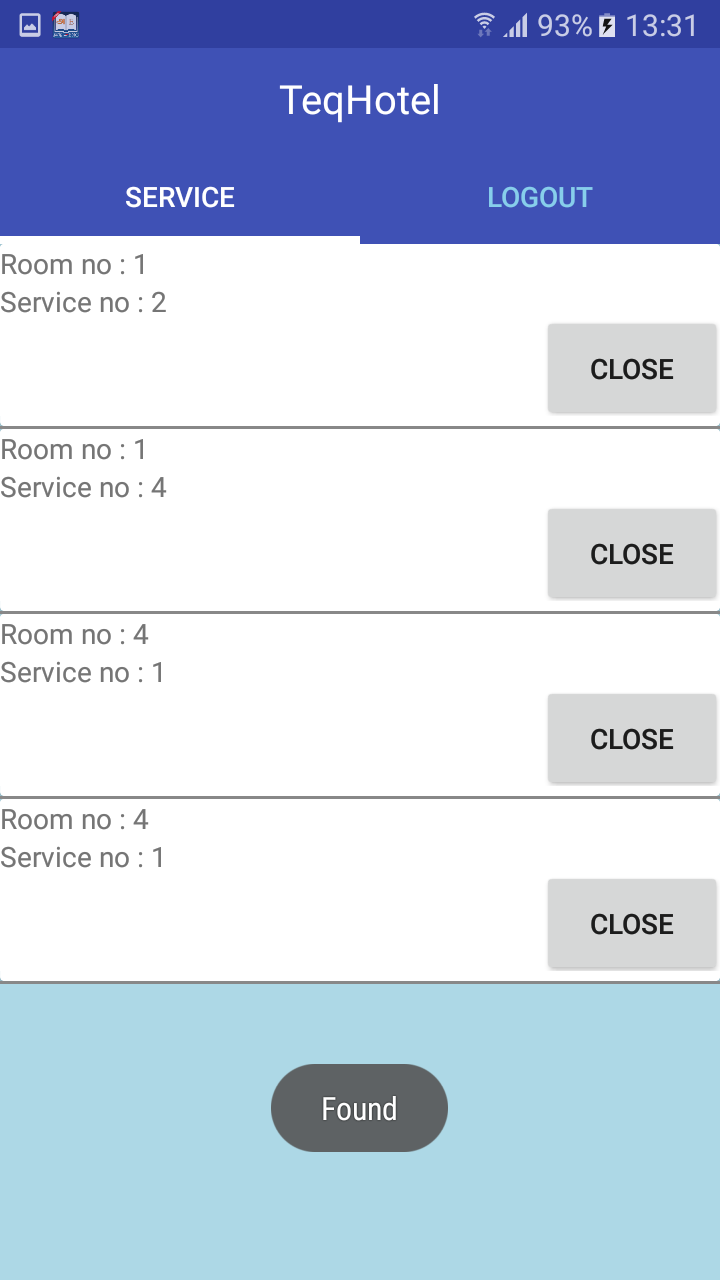 93% 13:31
TeqHotel
SERVICE LOGOUT
Room no : 1
Service no : 2
CLOSE
Room no : 1
Service no : 4
CLOSE
Room no : 4
Service no : 1
CLOSE
Room no : 4
Service no : 1
CLOSE
Found